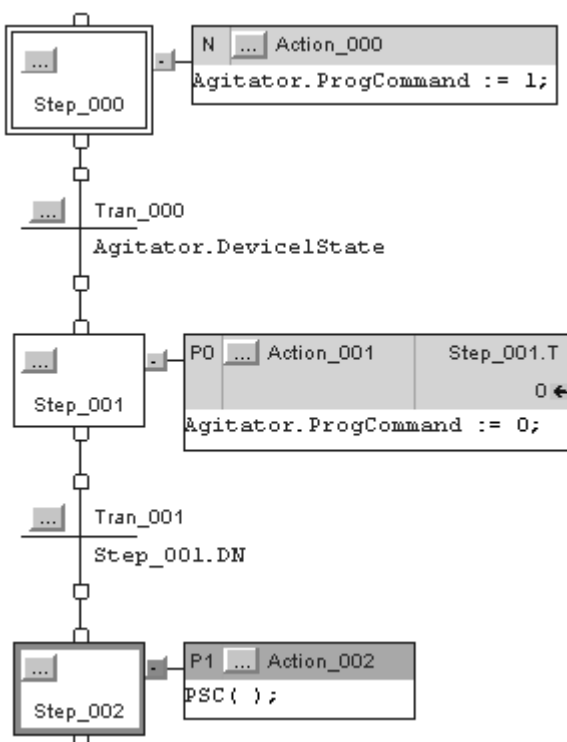 N ... Action_000
...
Agitator.ProgCommand := 1;
Step_000
... Tran_000
Agitator.Device1State
P0 ... Action_001 Step_001.T
...
0
Step_001
Agitator.ProgCommand := 0;
... Tran_001
Step_001.DN
P1 ... Action_002
...
PSC( );
Step_002